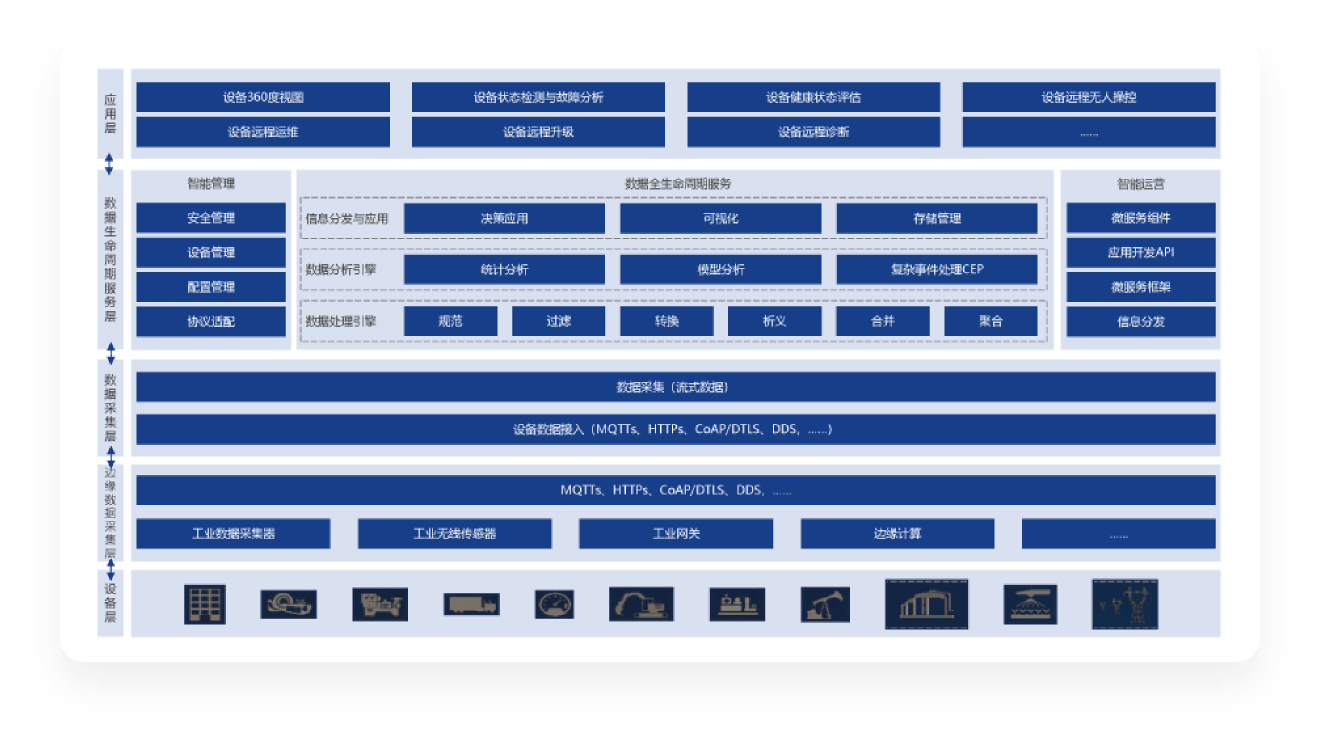 应用层
设备360度视图
设备状态检测与故障分析
设备健康状态评估
设备远程无人操控
设备远程运维
设备远程升级
设备远程诊断
......
数据生命周期服务层
智能管理
安全管理
设备管理
配置管理
协议适配
数据全生命周期服务
信息分发与应用
决策应用
可视化
存储管理
数据分析引擎
统计分析
模型分析
复杂事件处理CEP
数据处理引擎
规范
过滤
转换
析义
合并
聚合
智能运营
微服务组件
应用开发API
微服务框架
信息分发
数据采集层
数据采集（流式数据）
设备数据接入（MQTTs、HTTPs、CoAP/DTLS、DDS，......）
边缘数据采集层
MQTTs、HTTPs、CoAP/DTLS、DDS，......
工业数据采集器
工业无线传感器
工业网关
边缘计算
......
设备层